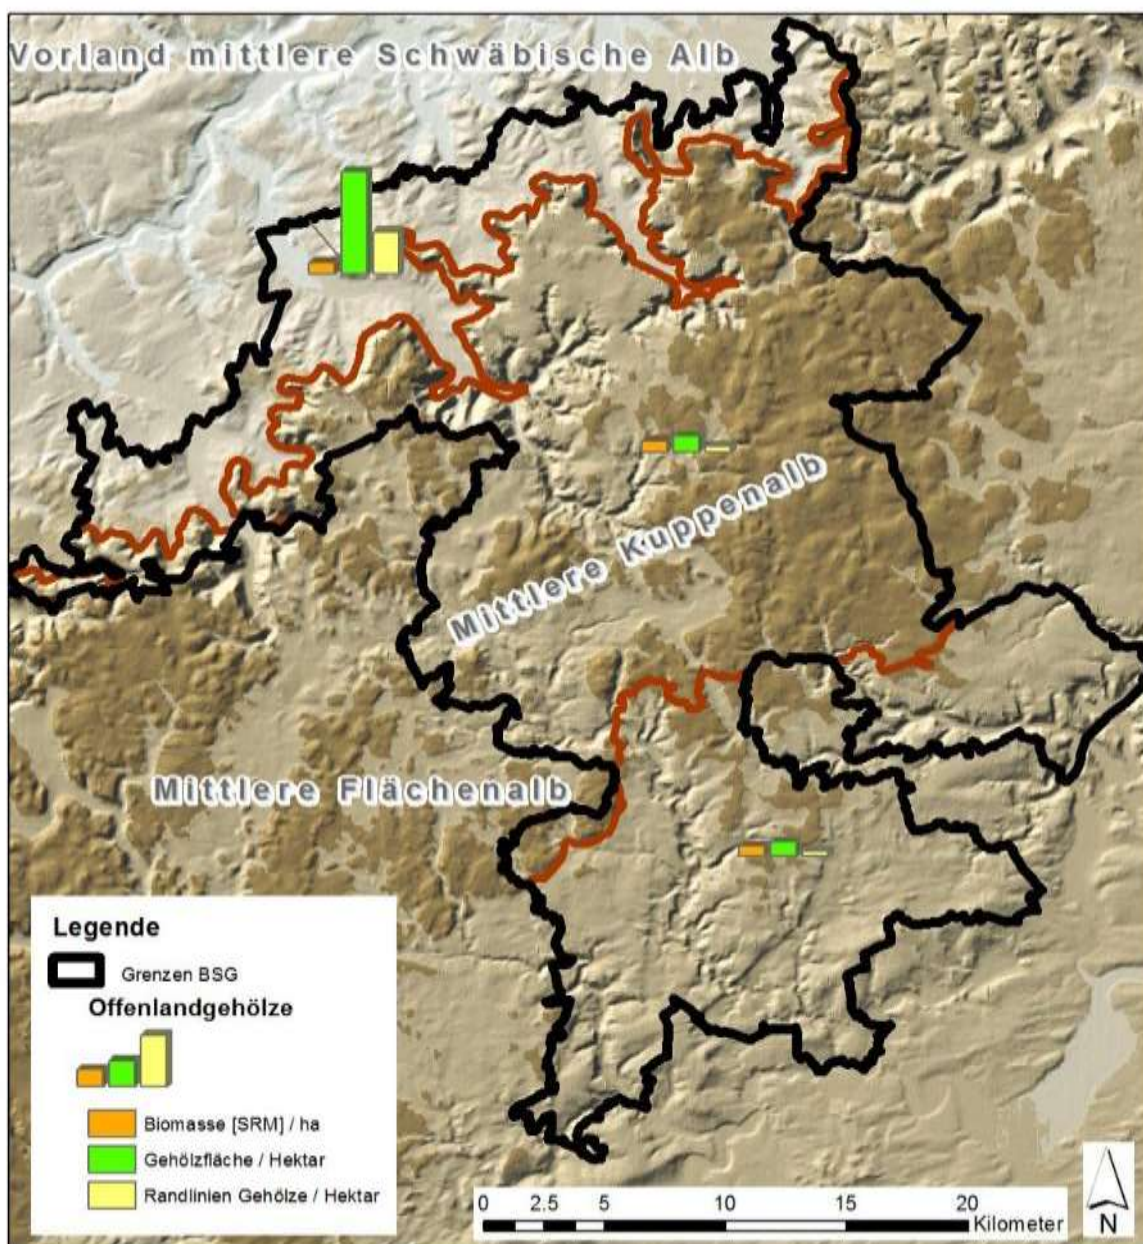 Vorland mittlere Schwäbische Alb
Mittlere Kuppenalb
Mittlere Flächenalb
Legende
Grenzen BSG
Offenlandgehölze
Biomasse [SRM] / ha
Gehölzfläche / Hektar
Randlinien Gehölze / Hektar
0 2.5 5 10 15 20
Kilometer
N